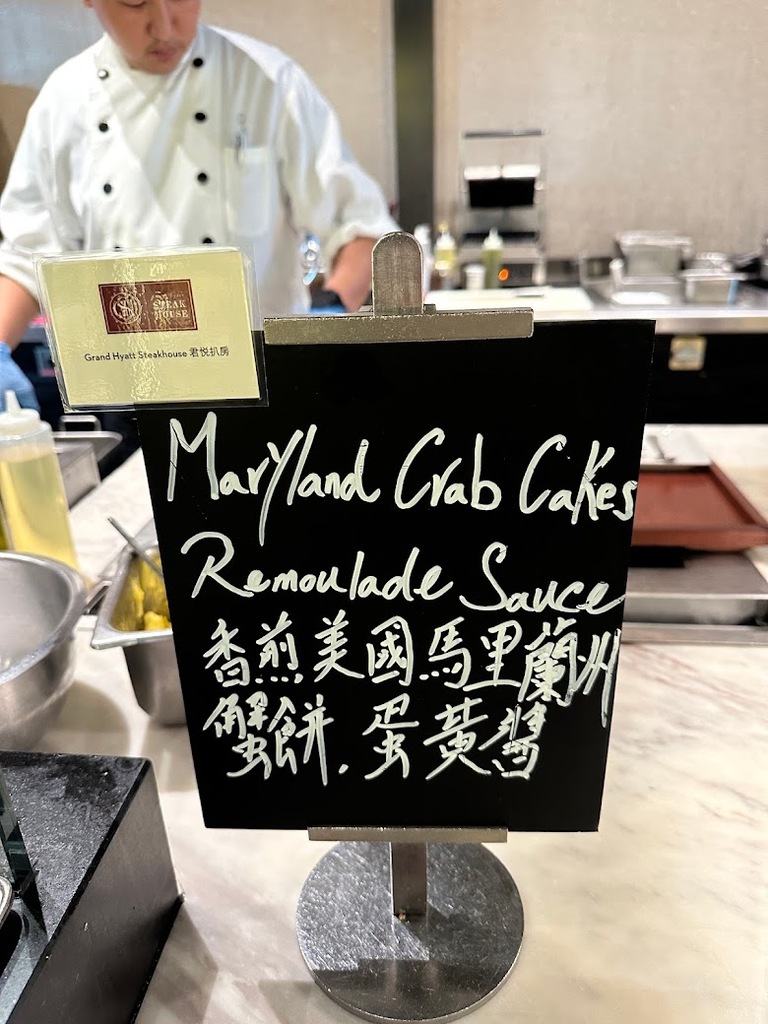 STEAK
HOUSE
Grand Hyatt Steakhouse 君悦扒房
Maryland Crab Cakes
Remoulade Sauce
香煎美國馬里蘭州
蟹餅.蛋黃醬